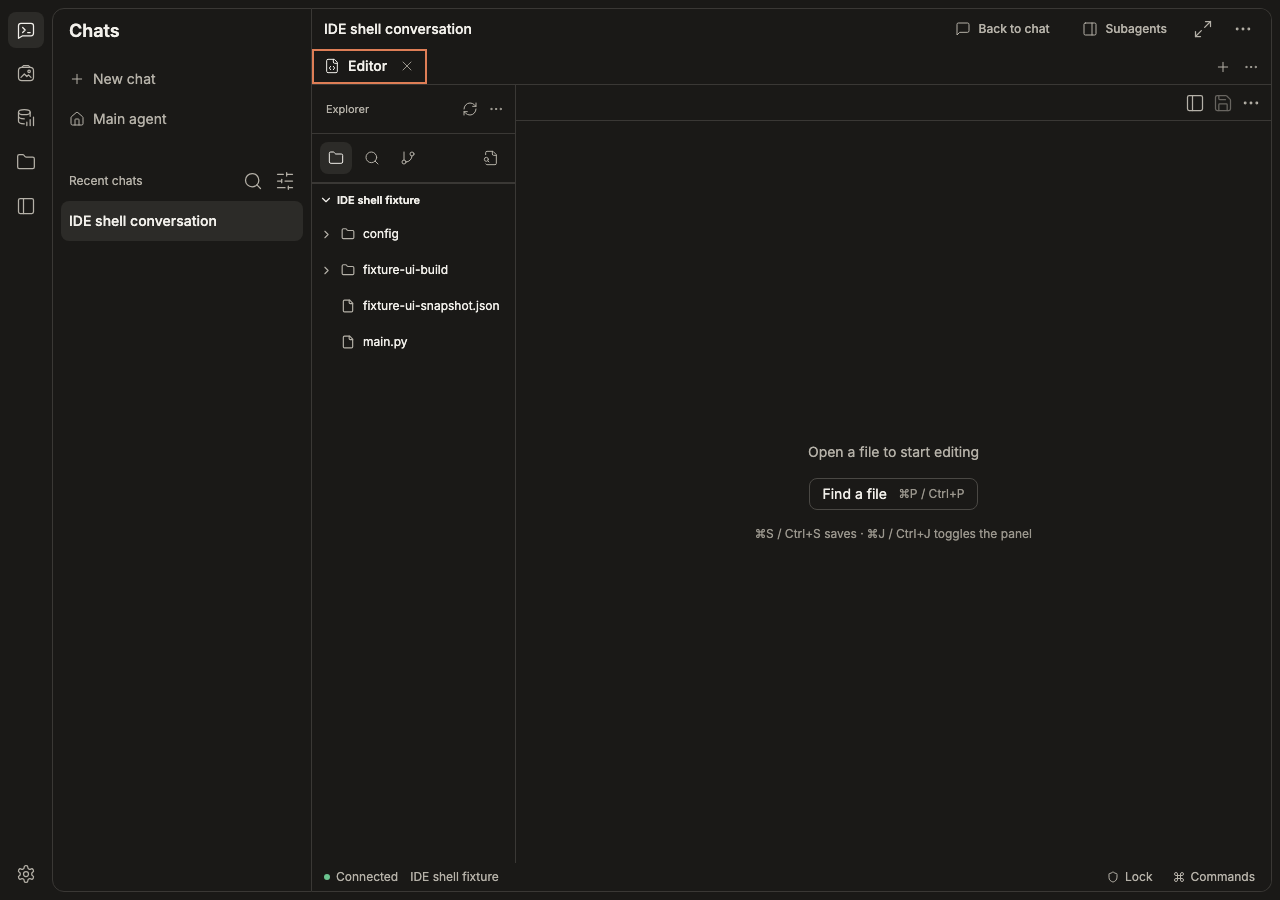 Chats
New chat
Main agent
Recent chats
IDE shell conversation
IDE shell conversation
Back to chat
Subagents
Editor
Explorer
IDE shell fixture
config
fixture-ui-build
fixture-ui-snapshot.json
main.py
Open a file to start editing
Find a file ⌘P / Ctrl+P
⌘S / Ctrl+S saves · ⌘J / Ctrl+J toggles the panel
Connected IDE shell fixture
Lock ⌘ Commands